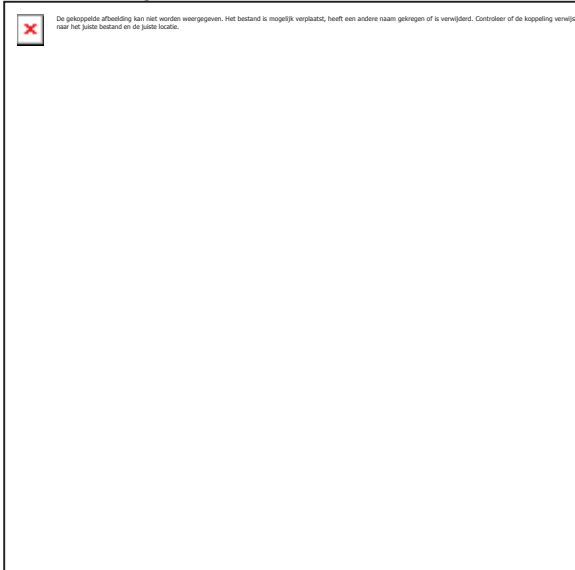 De gekoppelde afbeelding kan niet worden weergegeven. Het bestand is mogelijk verplaatst, heeft een andere naam gekregen of is verwijderd. Controleer of de koppeling verwijs
naar het juiste bestand en de juiste locatie.